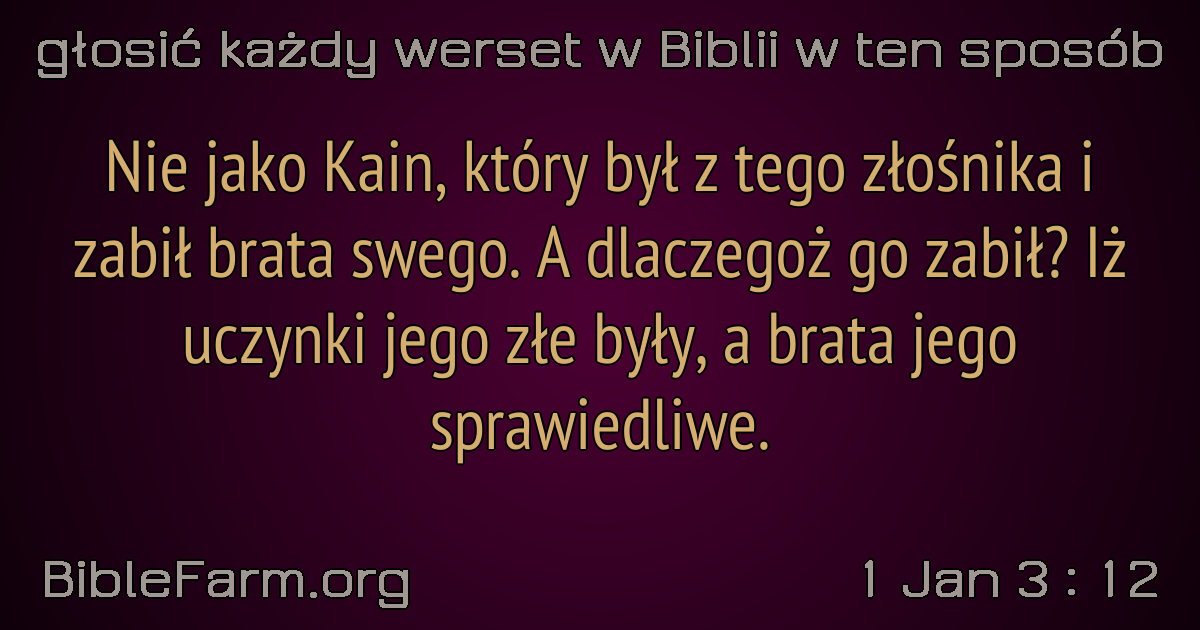 głosić każdy werset w Biblii w ten sposób
Nie jako Kain, który był z tego złośnika i
zabił brata swego. A dlaczegoż go zabił? Iż
uczynki jego złe były, a brata jego
sprawiedliwe.
BibleFarm.org
1 Jan 3 : 12